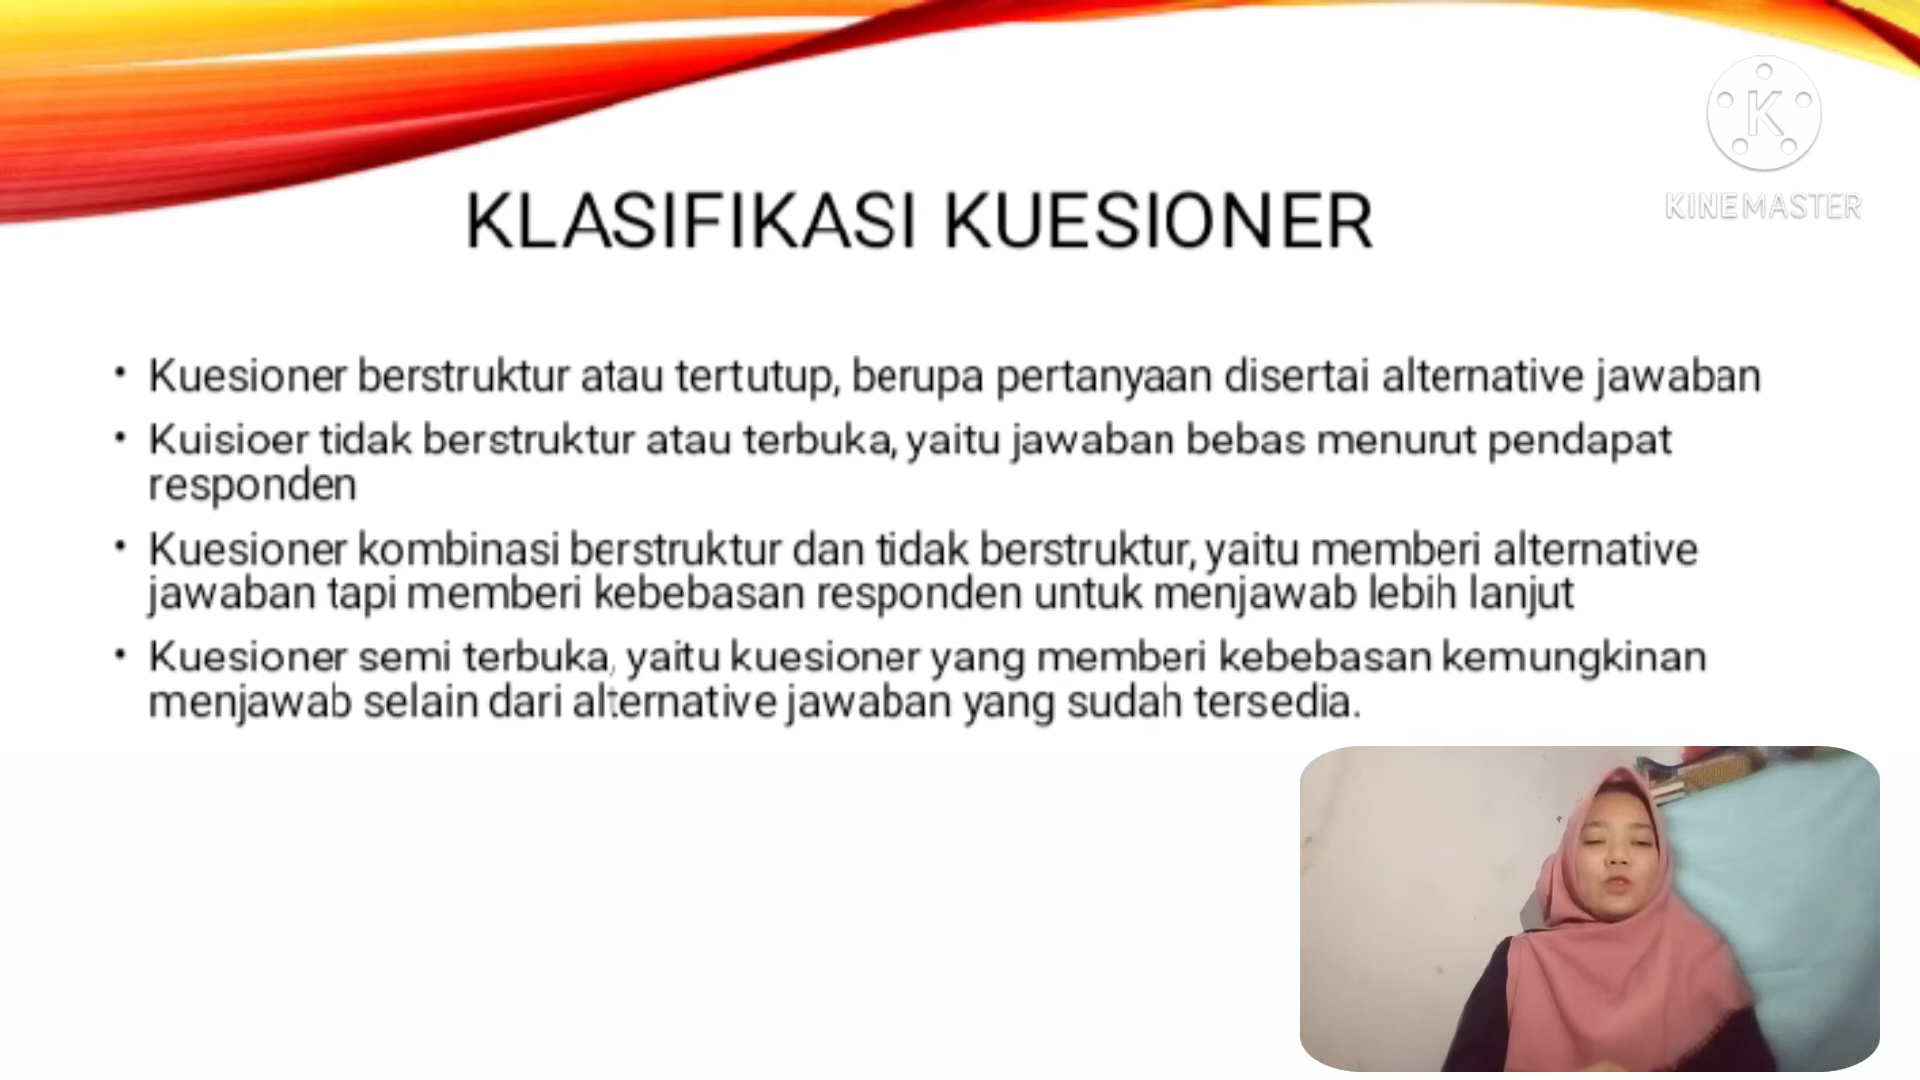 K
KINEMASTER
KLASIFIKASI KUESIONER
• Kuesioner berstruktur atau tertutup, berupa pertanyaan disertai alternative jawaban
• Kuisioer tidak berstruktur atau terbuka, yaitu jawaban bebas menurut pendapat
responden
• Kuesioner kombinasi berstruktur dan tidak berstruktur, yaitu memberi alternative
jawaban tapi memberi kebebasan responden untuk menjawab lebih lanjut
• Kuesioner semi terbuka, yaitu kuesioner yang memberi kebebasan kemungkinan
menjawab selain dari alternative jawaban yang sudah tersedia.